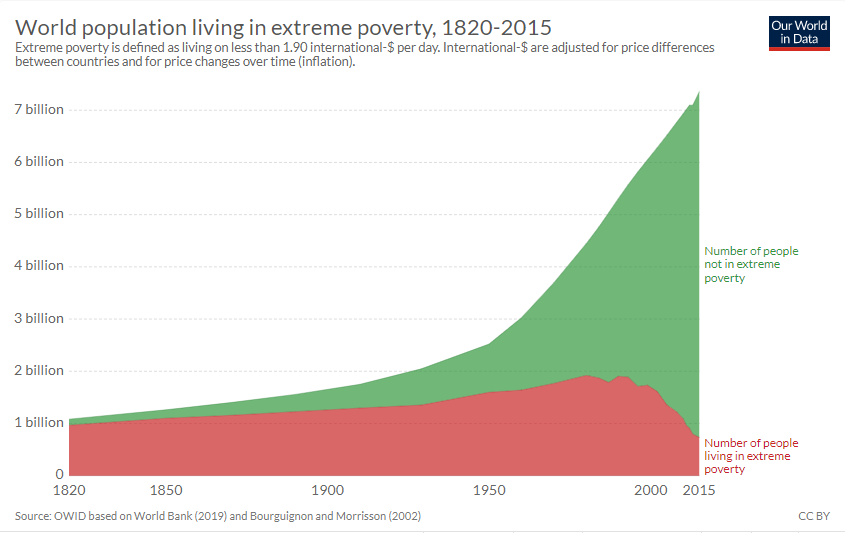 World population living in extreme poverty, 1820-2015
Extreme poverty is defined as living on less than 1.90 international-$ per day. International-$ are adjusted for price differences
between countries and for price changes over time (inflation).
Our World
in Data
7 billion
6 billion
5 billion
4 billion
3 billion
2 billion
1 billion
0
Number of people
not in extreme
poverty
Number of people
living in extreme
poverty
1820 1850 1900 1950 2000 2015
Source: OWID based on World Bank (2019) and Bourguignon and Morrisson (2002)
CC BY